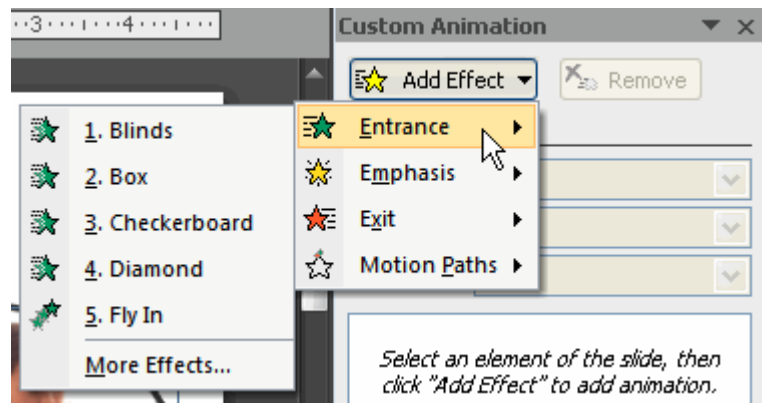 3 4
Custom Animation
Add Effect
Remove
Entrance
Emphasis
Exit
Motion Paths
1. Blinds
2. Box
3. Checkerboard
4. Diamond
5. Fly In
More Effects...
Select an element of the slide, then
click "Add Effect" to add animation.